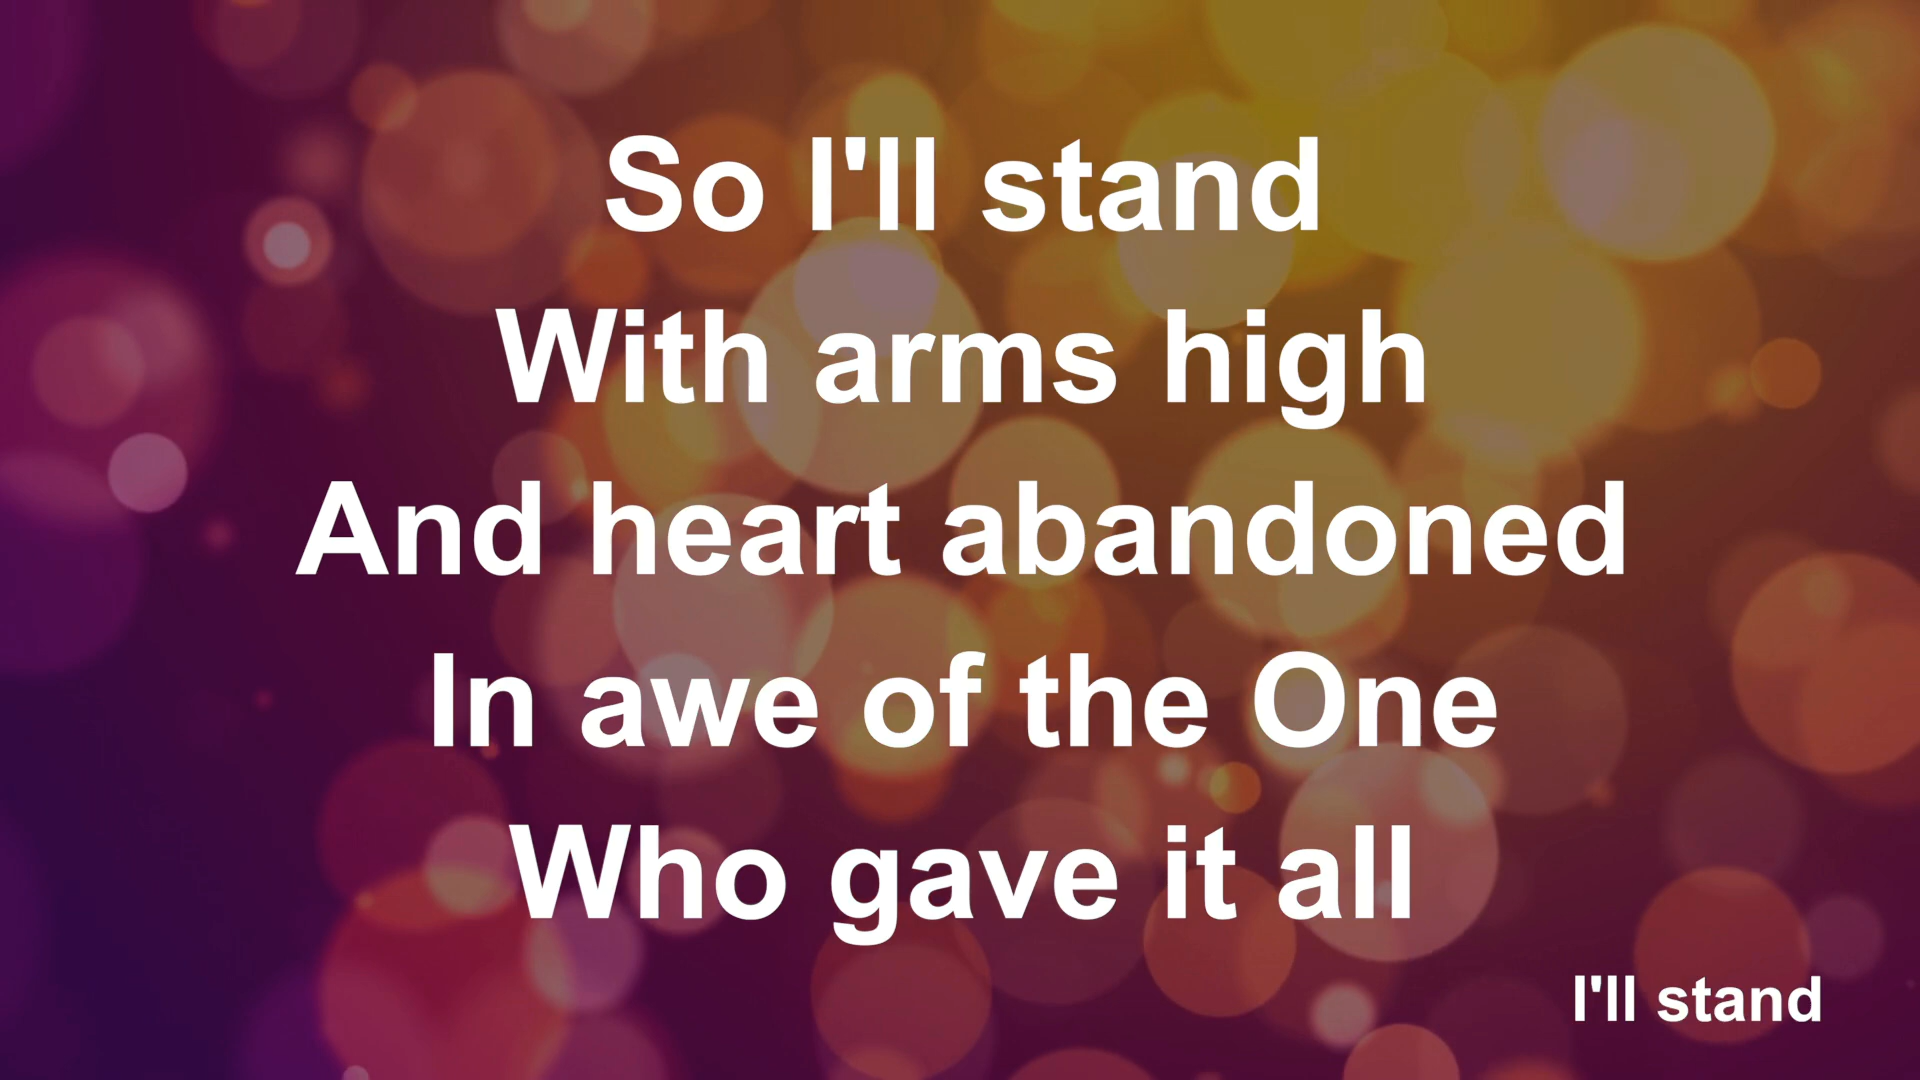 So I'll stand
With arms high
And heart abandoned
In awe of the One
Who gave it all
I'll stand